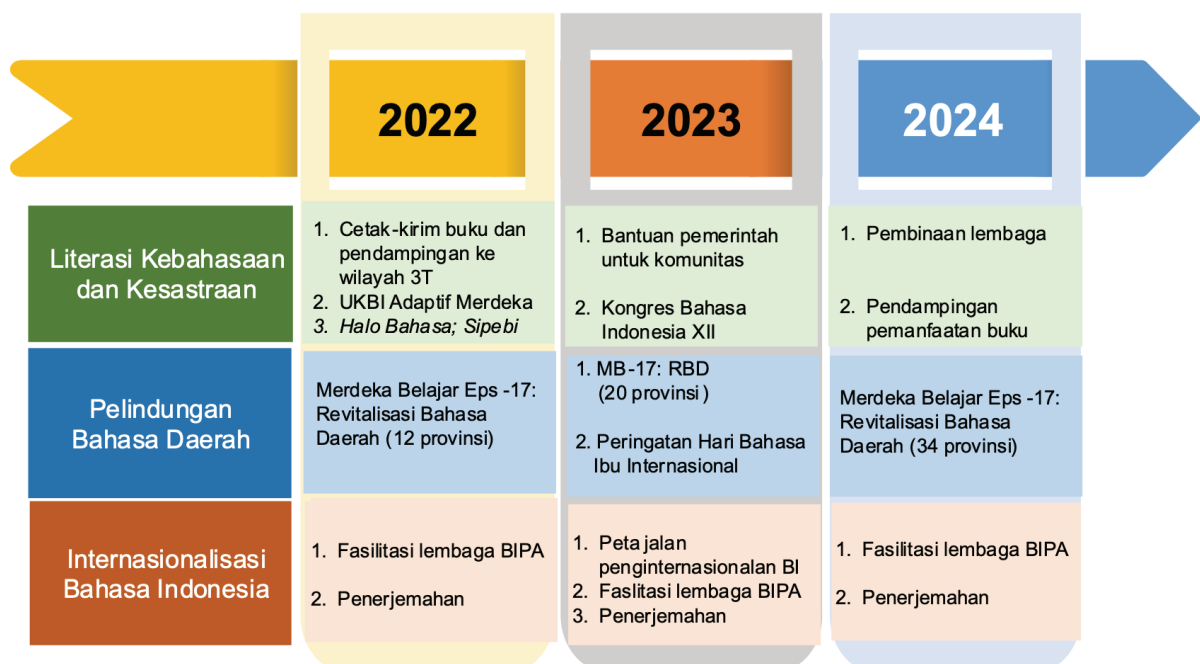 2022
2023
2024
Literasi Kebahasaan
dan Kesastraan
1. Cetak-kirim buku dan
pendampingan ke
wilayah 3T
2. UKBI Adaptif Merdeka
3. Halo Bahasa; Sipebi
1. Bantuan pemerintah
untuk komunitas
2. Kongres Bahasa
Indonesia XII
1. Pembinaan lembaga
2. Pendampingan
pemanfaatan buku
Pelindungan
Bahasa Daerah
Merdeka Belajar Eps -17:
Revitalisasi Bahasa
Daerah (12 provinsi)
1. MB-17: RBD
(20 provinsi)
2. Peringatan Hari Bahasa
Ibu Internasional
Merdeka Belajar Eps -17:
Revitalisasi Bahasa
Daerah (34 provinsi)
Internasionalisasi
Bahasa Indonesia
1. Fasilitasi lembaga BIPA
2. Penerjemahan
1. Peta jalan
penginternasionalan BI
2. Faslitasi lembaga BIPA
3. Penerjemahan
1. Fasilitasi lembaga BIPA
2. Penerjemahan